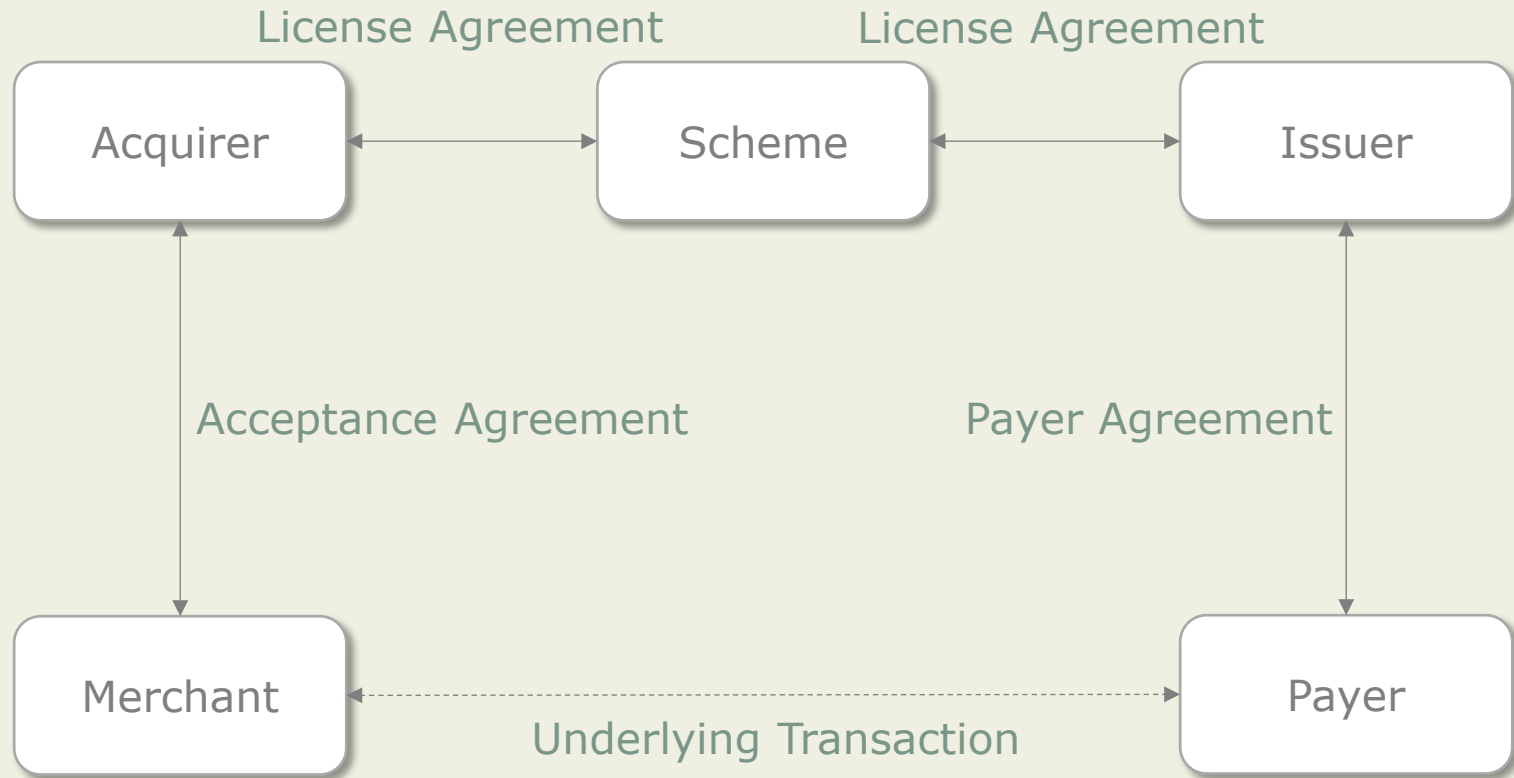 License Agreement
License Agreement
Acquirer
Scheme
Issuer
Acceptance Agreement
Payer Agreement
Merchant
Payer
Underlying Transaction